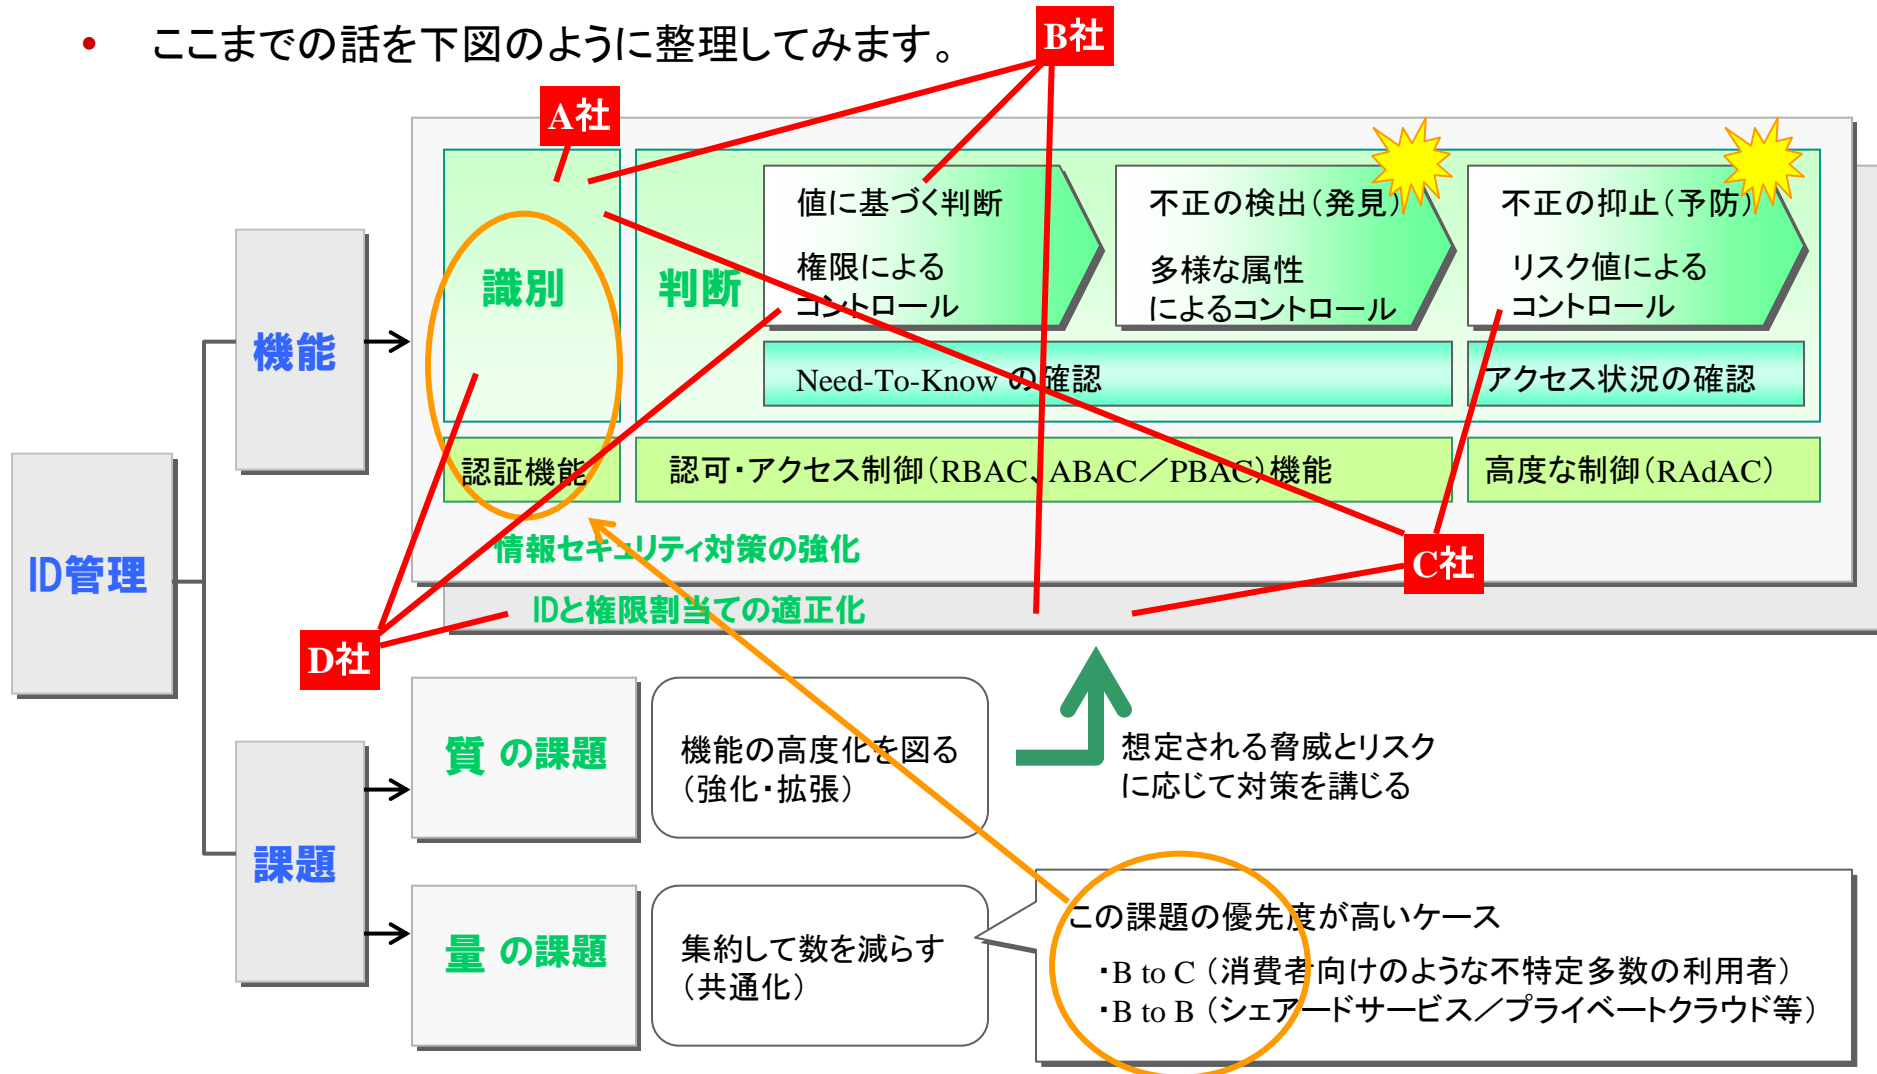 • ここまでの話を下図のように整理してみます。
B社
A社
値に基づく判断
権限による
コントロール
不正の検出（発見）
多様な属性
によるコントロール
不正の抑止（予防）
リスク値による
コントロール
識別
判断
機能
Need-To-Know の確認
アクセス状況の確認
認証機能
認可・アクセス制御（RBAC、ABAC／PBAC）機能
高度な制御（RAdAC）
情報セキュリティ対策の強化
C社
ID管理
IDと権限割当ての適正化
D社
質 の課題
機能の高度化を図る
（強化・拡張）
想定される脅威とリスク
に応じて対策を講じる
課題
量 の課題
集約して数を減らす
（共通化）
この課題の優先度が高いケース
・B to C （消費者向けのような不特定多数の利用者）
・B to B （シェアードサービス／プライベートクラウド等）